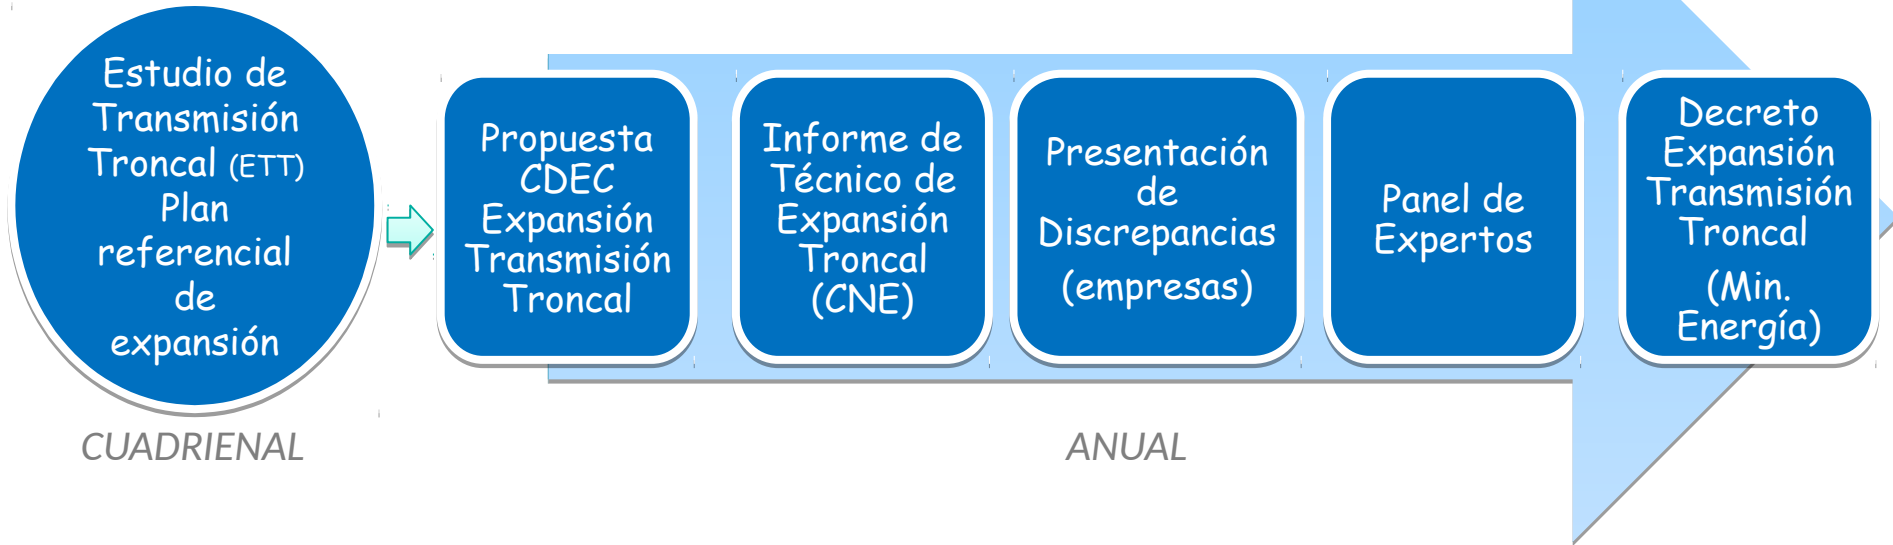 Estudio de
Transmisión
Troncal (ETT)
Plan
referencial
de
expansión
CUADRIENAL
Propuesta
CDEC
Expansión
Transmisión
Troncal
Informe de
Técnico de
Expansión
Troncal
(CNE)
Presentación
de
Discrepancias
(empresas)
Panel de
Expertos
Decreto
Expansión
Transmisión
Troncal
(Min.
Energía)
ANUAL